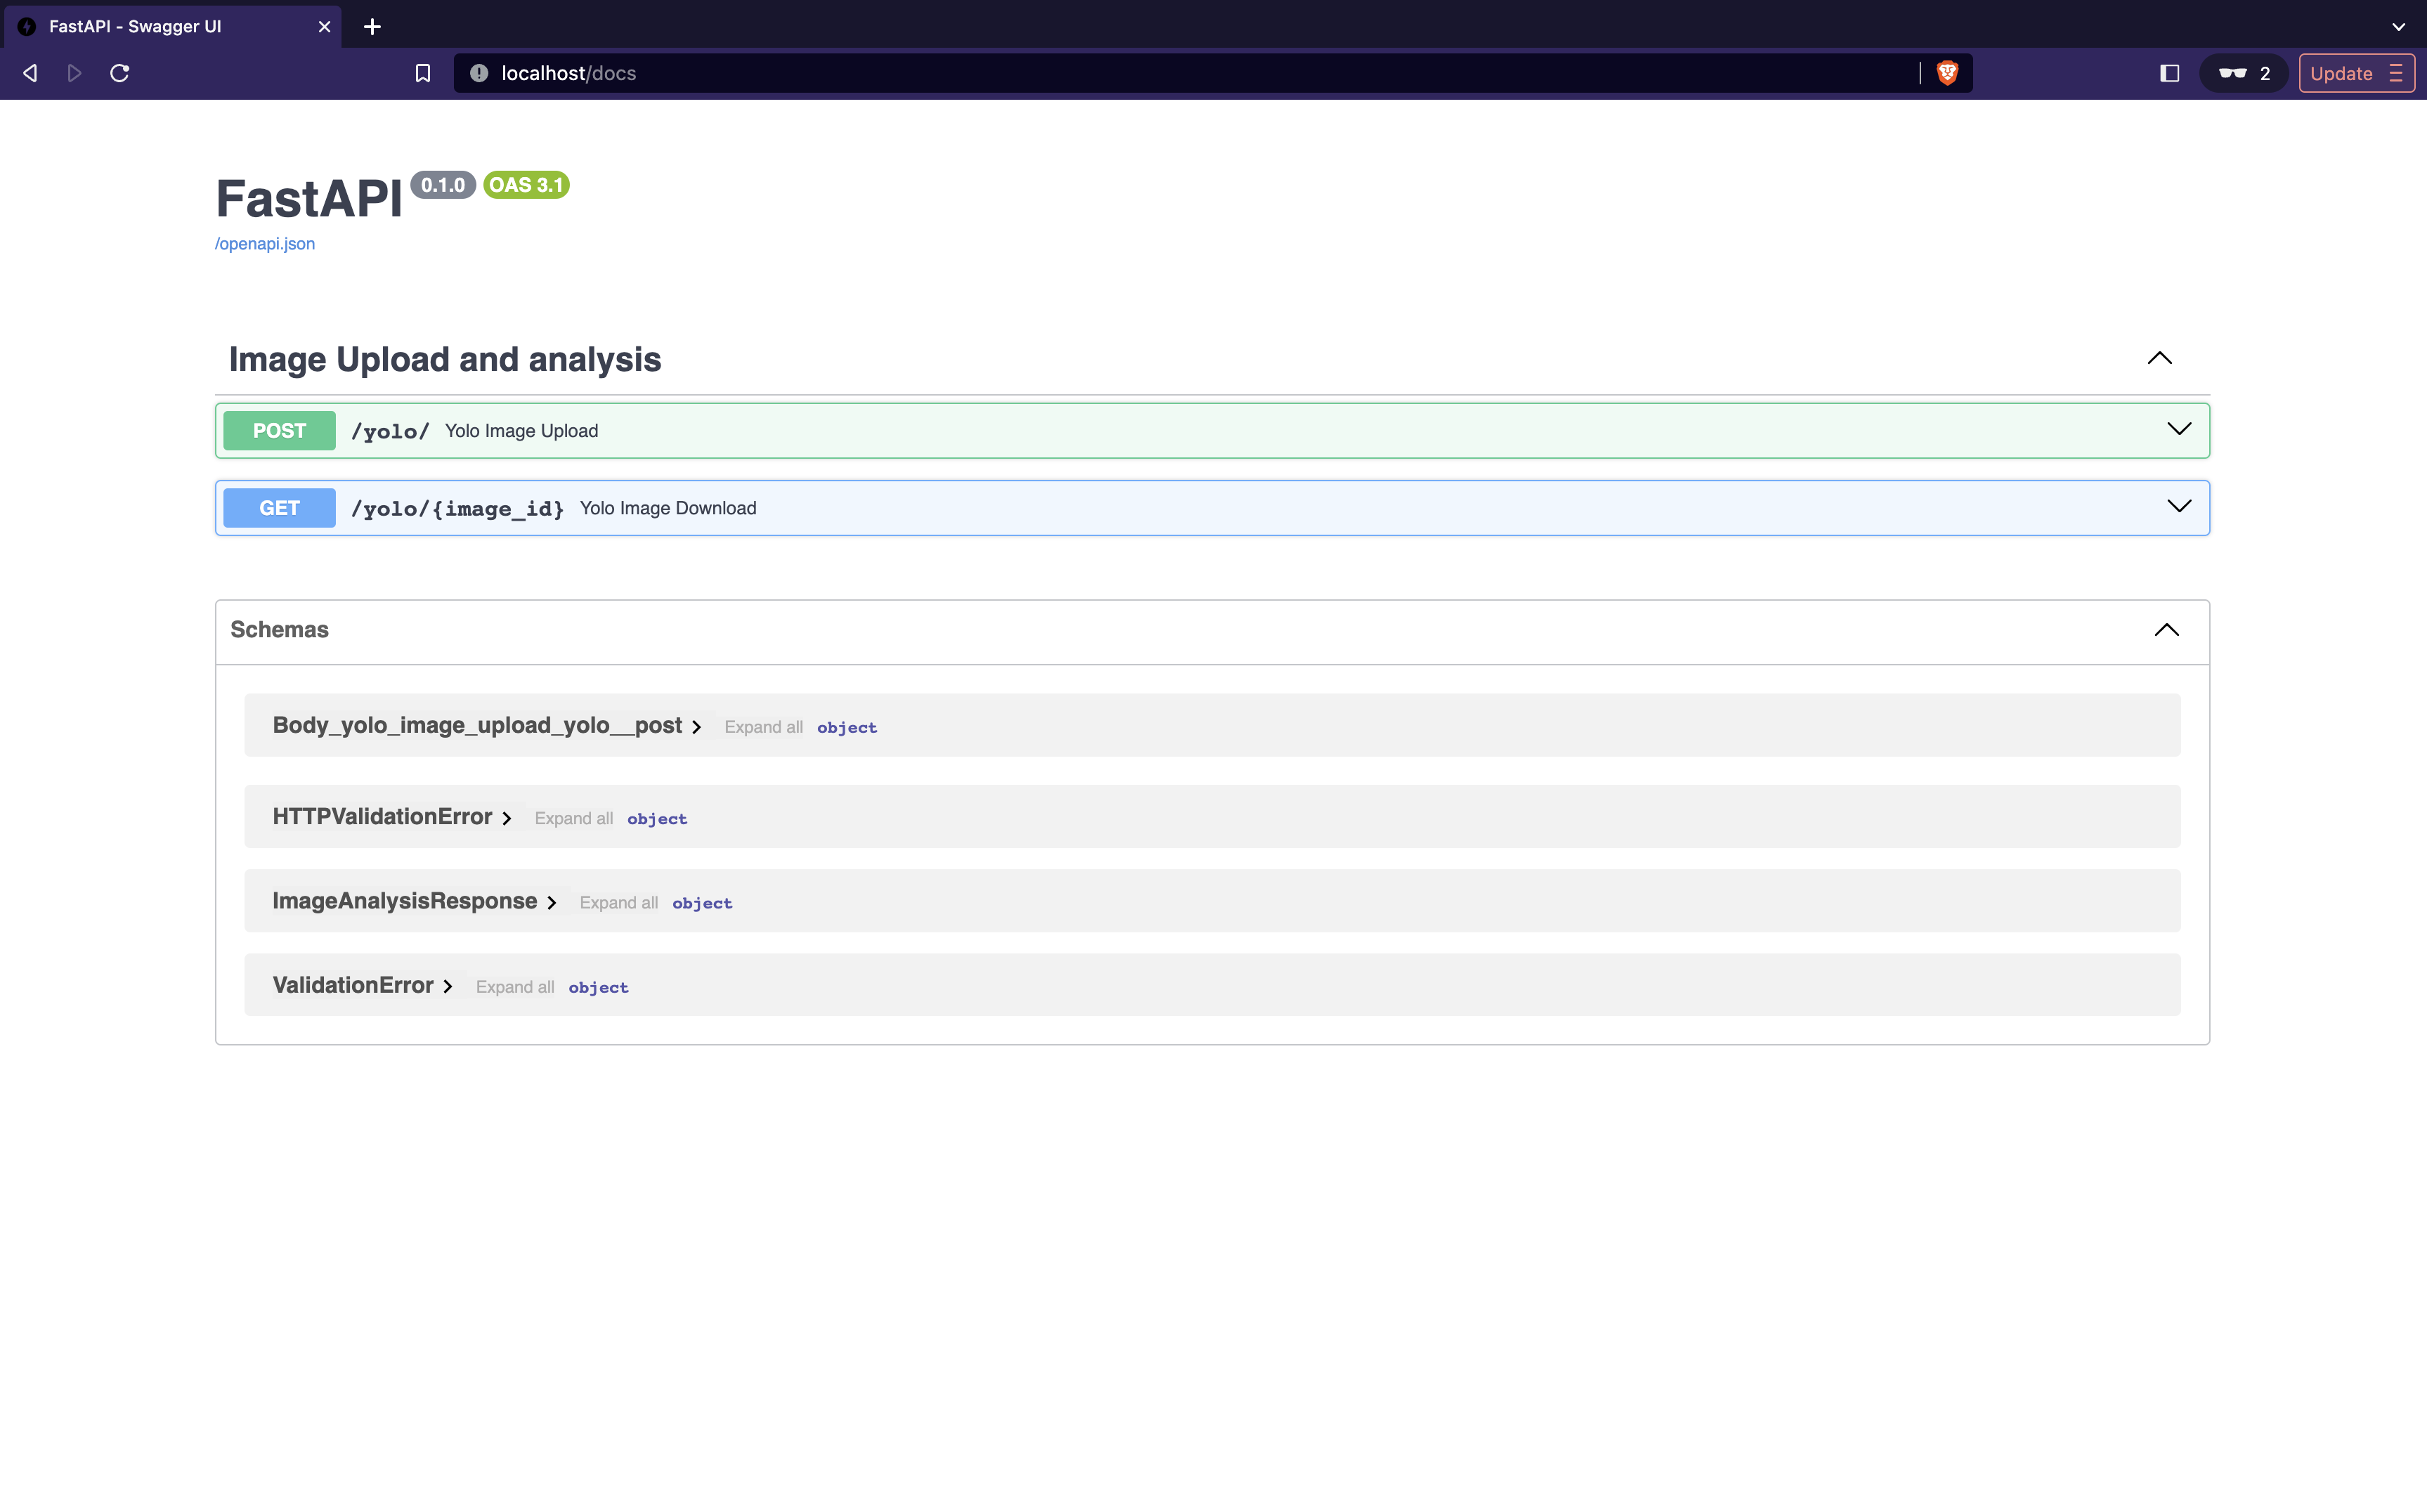 FastAPI - Swagger UI
localhost/docs
2
Update
FastAPI 0.1.0 OAS 3.1
/openapi.json
Image Upload and analysis
POST /yolo/ Yolo Image Upload
GET /yolo/{image_id} Yolo Image Download
Schemas
Body_yolo_image_upload_yolo__post Expand all object
HTTPValidationError Expand all object
ImageAnalysisResponse Expand all object
ValidationError Expand all object